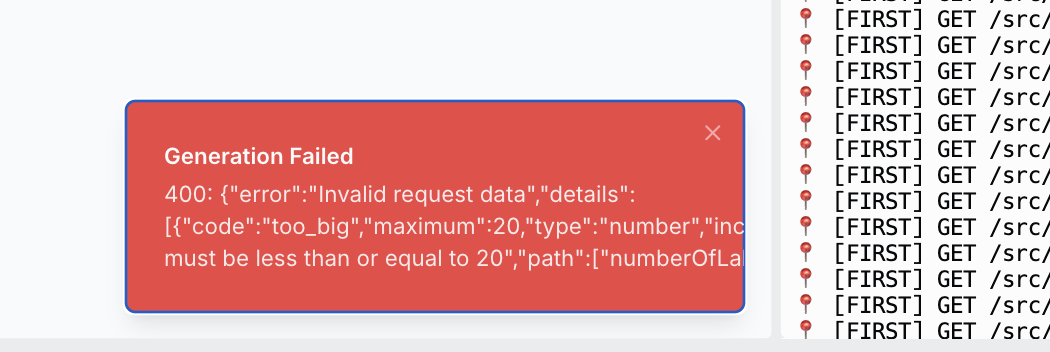 Generation Failed
400: {"error":"Invalid request data","details":
[{"code":"too_big","maximum":20,"type":"number","inc
must be less than or equal to 20","path":["numberOfLa
[FIRST] GET /src/
[FIRST] GET /src/
[FIRST] GET /src/
[FIRST] GET /src/
[FIRST] GET /src/
[FIRST] GET /src/
[FIRST] GET /src/
[FIRST] GET /src/
[FIRST] GET /src/
[FIRST] GET /src/
[FIRST] GET /src/
[FIRST] GET /src/
[FIRST] GET /src/